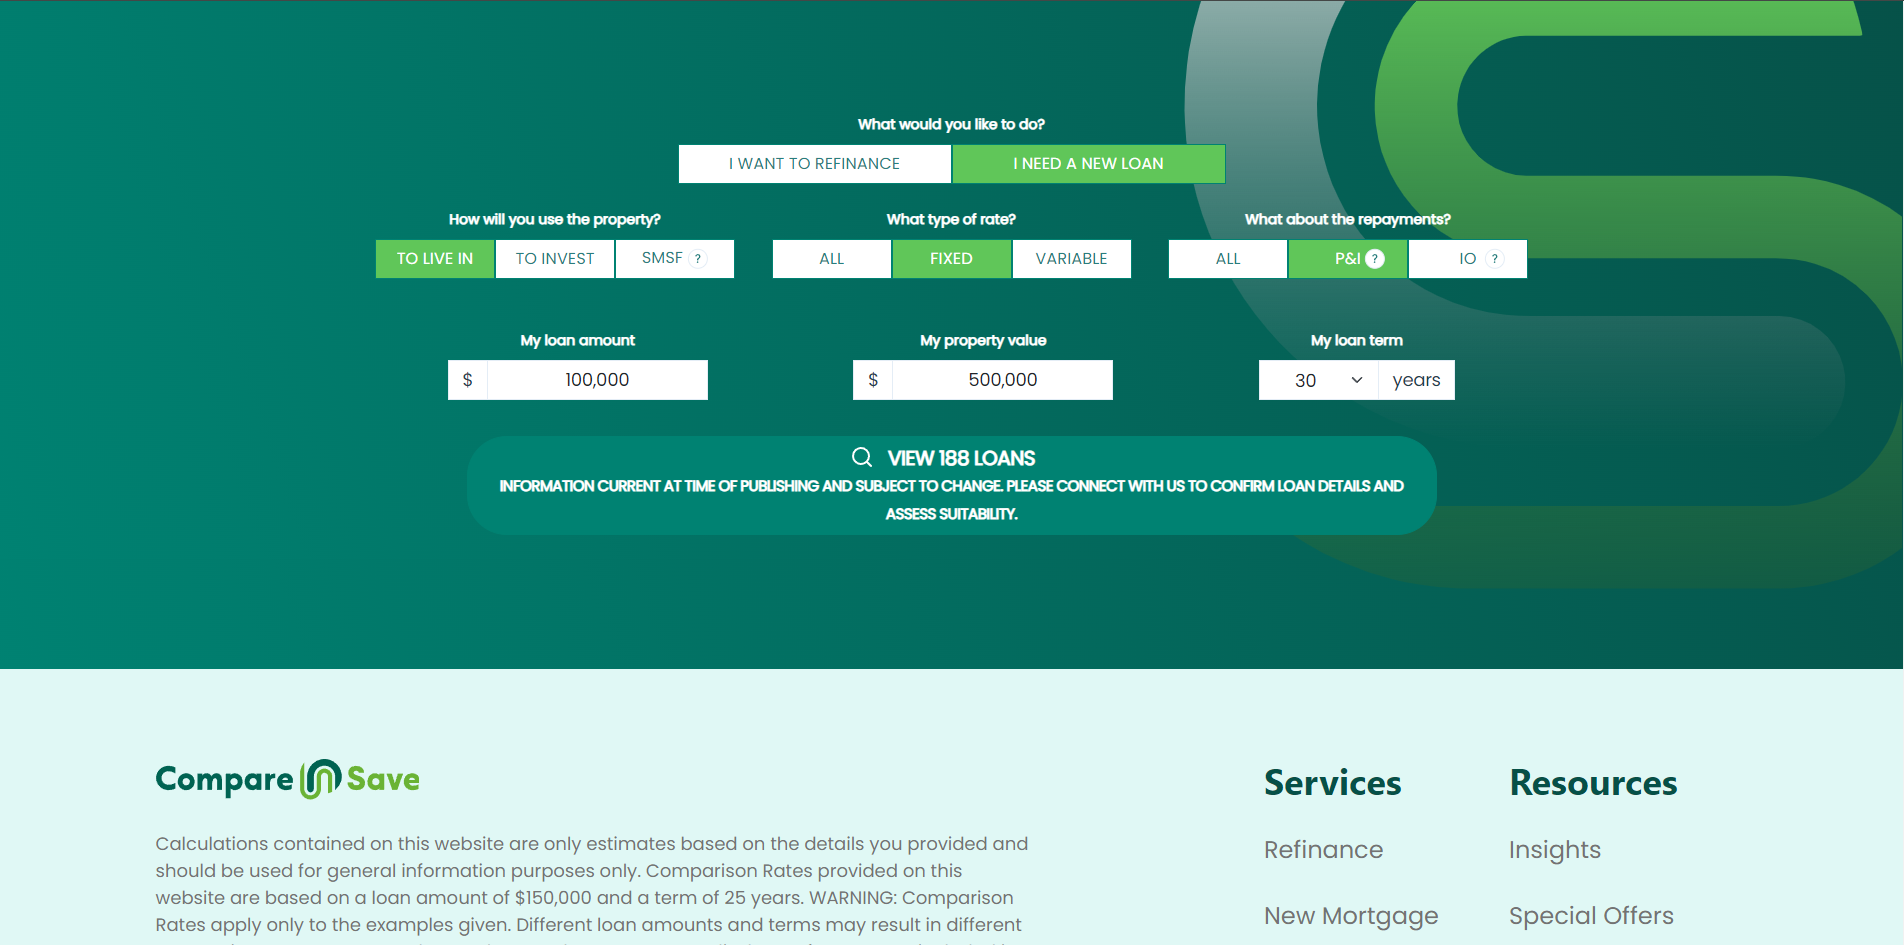 What would you like to do?
I WANT TO REFINANCE
I NEED A NEW LOAN
How will you use the property?
What type of rate?
What about the repayments?
TO LIVE IN
TO INVEST
SMSF ?
ALL
FIXED
VARIABLE
ALL
P&I ?
IO ?
My loan amount
My property value
My loan term
$ 100,000
$ 500,000
30 years
VIEW 188 LOANS
INFORMATION CURRENT AT TIME OF PUBLISHING AND SUBJECT TO CHANGE. PLEASE CONNECT WITH US TO CONFIRM LOAN DETAILS AND
ASSESS SUITABILITY.
Compare Save
Calculations contained on this website are only estimates based on the details you provided and
should be used for general information purposes only. Comparison Rates provided on this
website are based on a loan amount of $150,000 and a term of 25 years. WARNING: Comparison
Rates apply only to the examples given. Different loan amounts and terms may result in different
Services
Refinance
New Mortgage
Resources
Insights
Special Offers